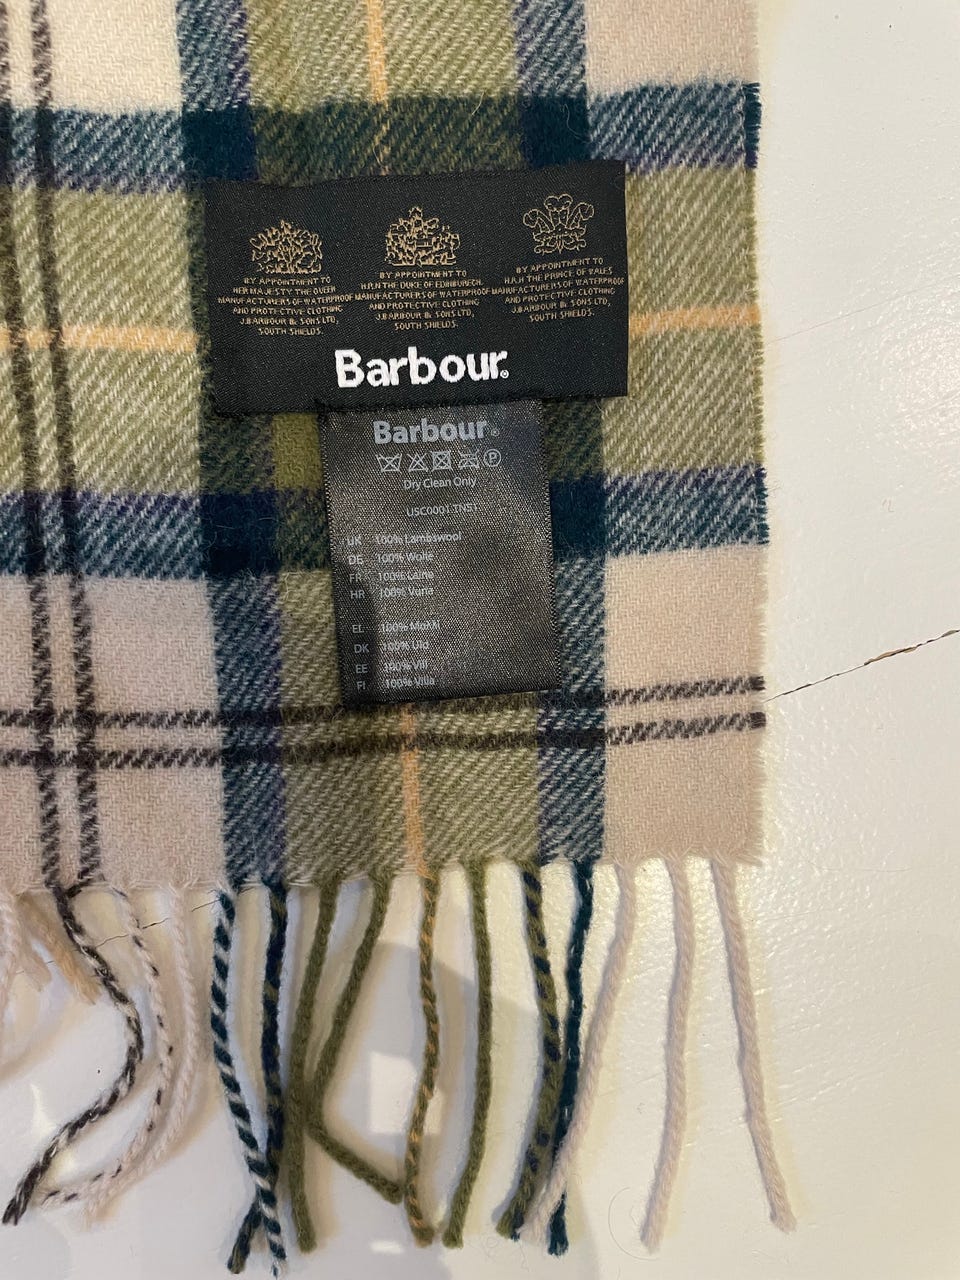 BY APPOINTMENT TO
HER MAJESTY THE QUEEN
MANUFACTURERS OF WATERPROOF
AND PROTECTIVE CLOTHING
J.BARBOUR & SONS LTD,
SOUTH SHIELDS.
BY APPOINTMENT TO
H.R.H THE DUKE OF EDINBURGH.
MANUFACTURERS OF WATERPROOF
AND PROTECTIVE CLOTHING
J.BARBOUR & SONS LTD,
SOUTH SHIELDS.
BY APPOINTMENT TO
H.R.H THE PRINCE OF WALES
MANUFACTURERS OF WATERPROOF
AND PROTECTIVE CLOTHING
J.BARBOUR & SONS LTD,
SOUTH SHIELDS.
Barbour®
Barbour®
P
Dry Clean Only
USC0001 TN51
UK 100% Lambswool
DE 100% Wolle
FR 100% Laine
HR 100% Vuna
EL 100% Μαλλί
DK 100% Uld
EE 100% Vill
FI 100% Villa